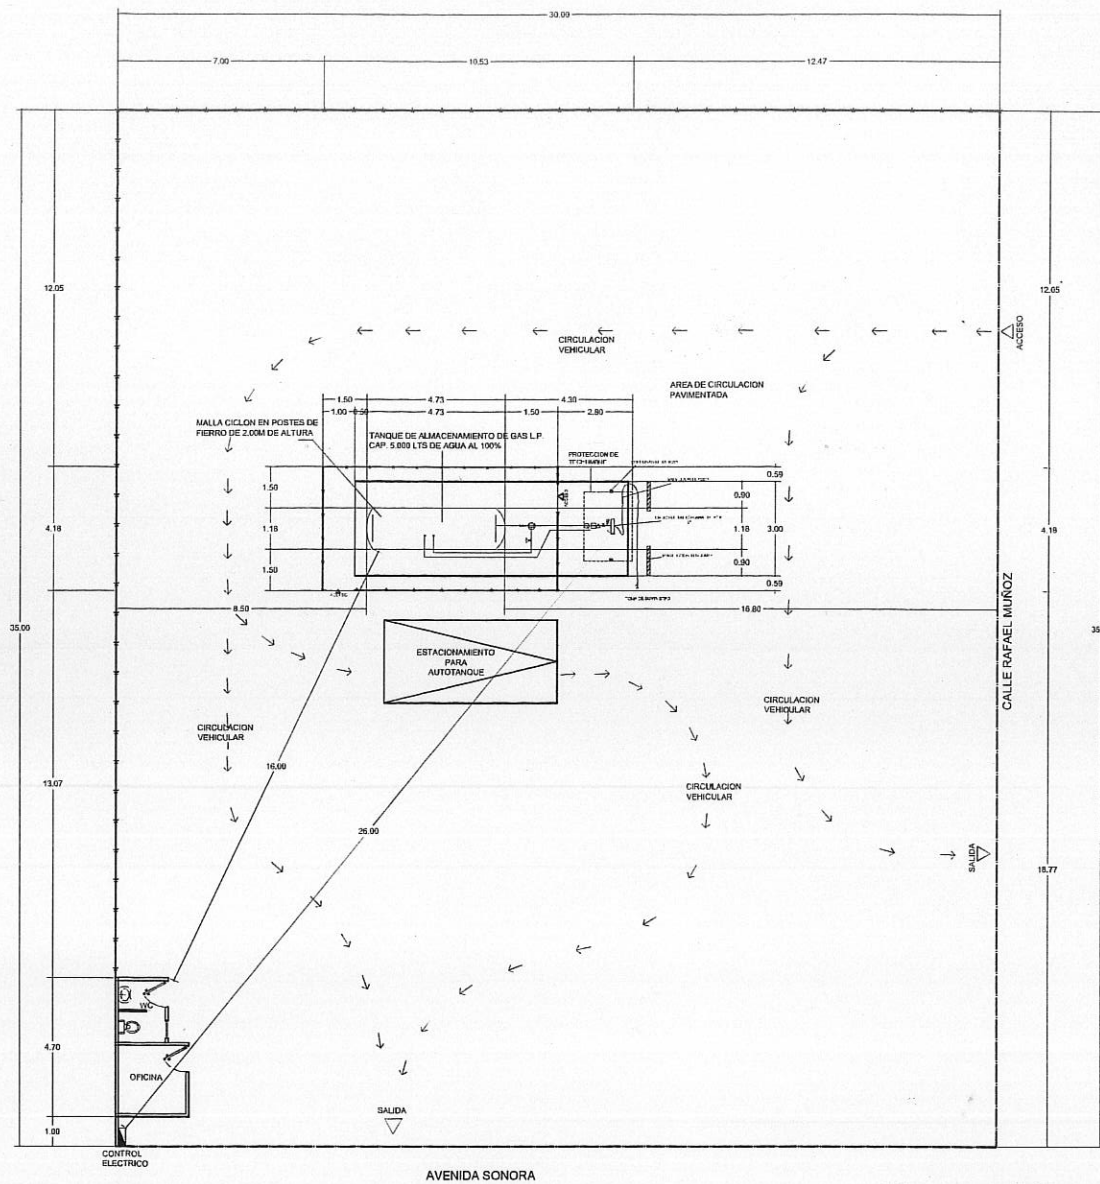 30.00
7.00
10.53
12.47
12.05
12.65
ACCESO
CIRCULACION
VEHICULAR
AREA DE CIRCULACION
PAVIMENTADA
1.50
4.73
4.30
1.00
0.50
4.73
1.50
2.80
MALLA CICLON EN POSTES DE
FIERRO DE 2.00M DE ALTURA
TANQUE DE ALMACENAMIENTO DE GAS L.P.
CAP. 5.000 LTS DE AGUA AL 100%
PROTECCION DE
ACCESO
0.59
1.50
0.90
4.18
1.18
1.18
3.00
4.18
1.50
0.90
0.59
8.50
16.80
35.00
35
CALLE RAFAEL MUÑOZ
ESTACIONAMIENTO
PARA
AUTOTANQUE
CIRCULACION
VEHICULAR
CIRCULACION
VEHICULAR
CIRCULACION
VEHICULAR
13.07
16.00
26.00
SALIDA
18.77
WC
4.70
OFICINA
SALIDA
1.00
CONTROL
ELECTRICO
AVENIDA SONORA